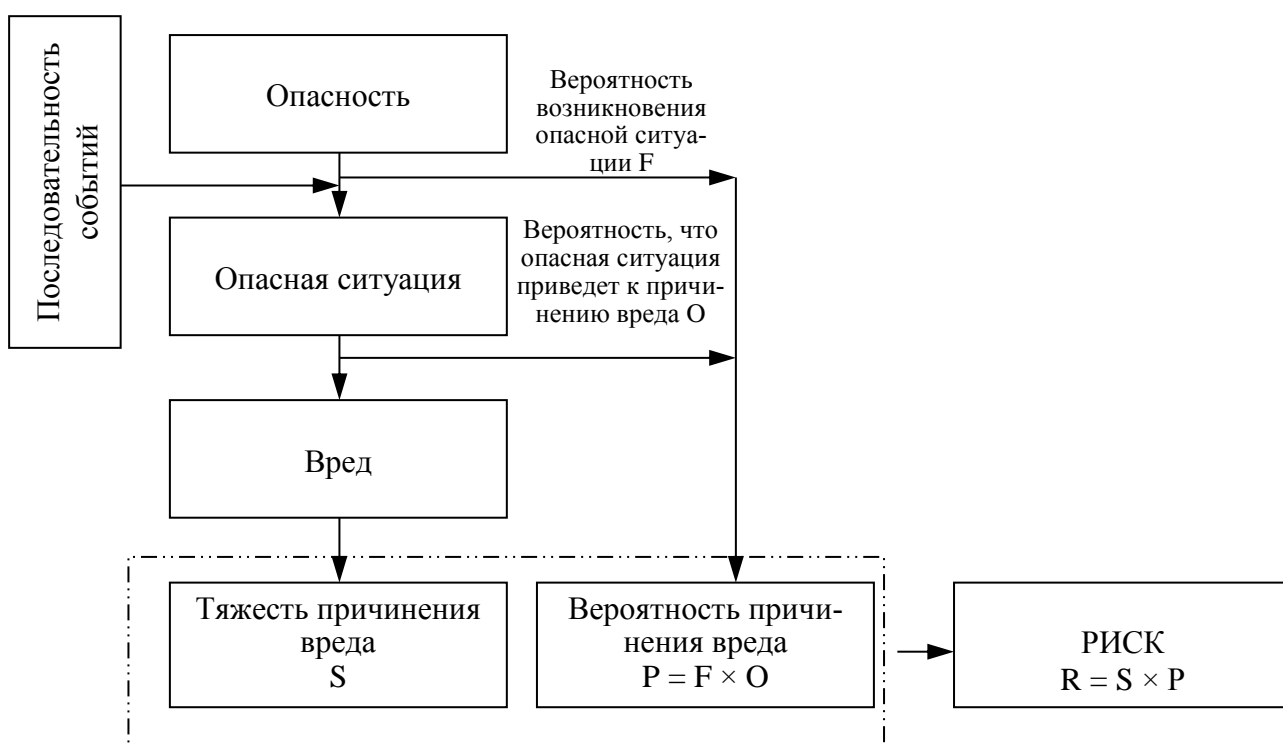 Последовательность
событий
Опасность
Вероятность
возникновения
опасной ситуа-
ции F
Опасная ситуация
Вероятность, что
опасная ситуация
приведет к причи-
нению вреда O
Вред
Тяжесть причинения
вреда
S
Вероятность причи-
нения вреда
P = F × O
РИСК
R = S × P